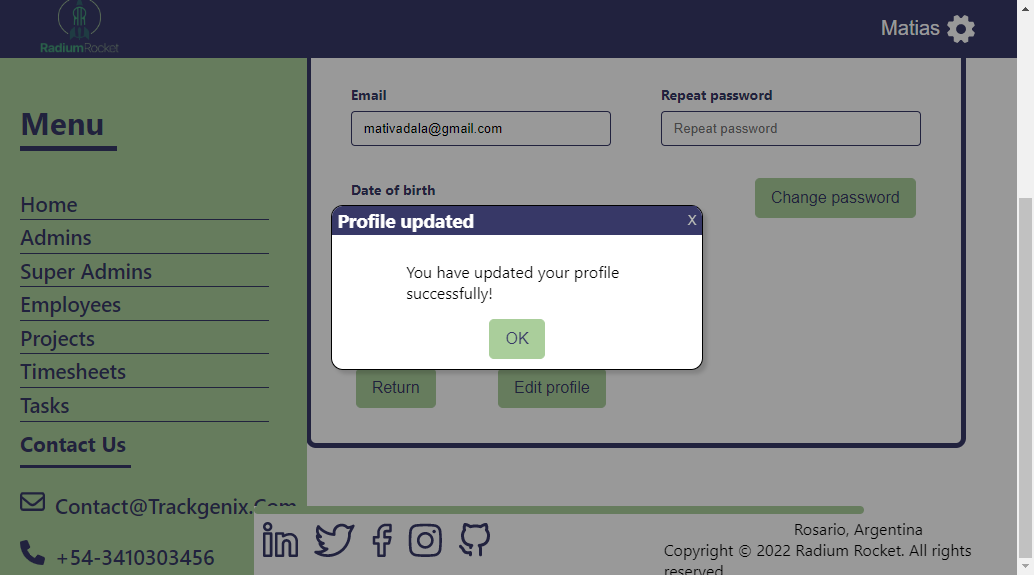 RadiumRocket
Matias
Menu
Home
Admins
Super Admins
Employees
Projects
Timesheets
Tasks
Contact Us
Contact@Trackgenix.Com
+54-3410303456
Email
mativadala@gmail.com
Repeat password
Repeat password
Date of birth
Change password
Profile updated
X
You have updated your profile
successfully!
OK
Return
Edit profile
Rosario, Argentina
Copyright © 2022 Radium Rocket. All rights
reserved